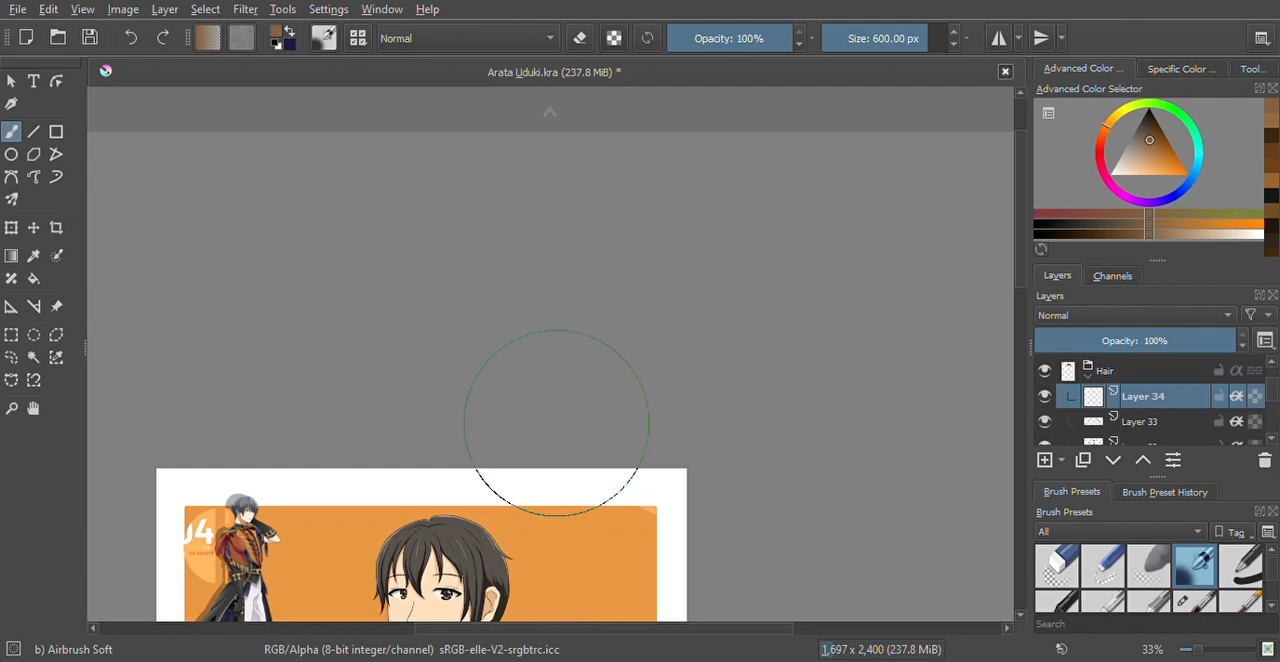 File Edit View Image Layer Select Filter Tools Settings Window Help
Normal Opacity: 100% Size: 600.00 px
Arata Uduki.kra (237.8 MiB) *
Advanced Color ... Specific Color ... Tool...
Advanced Color Selector
Layers Channels
Layers
Normal
Opacity: 100%
Hair
Layer 34
Layer 33
Brush Presets Brush Preset History
Brush Presets
All Tag
Search
04
b) Airbrush Soft RGB/Alpha (8-bit integer/channel) sRGB-elle-V2-srgbtrc.icc 1,697 x 2,400 (237.8 MiB) 33%